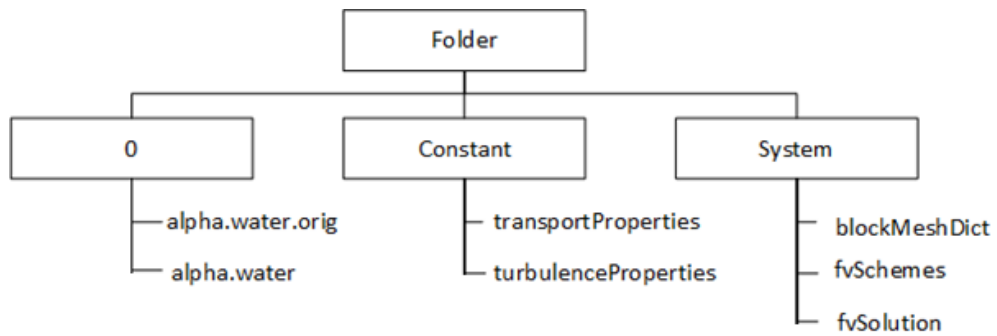 Folder
0
Constant
System
alpha.water.orig
alpha.water
transportProperties
turbulenceProperties
blockMeshDict
fvSchemes
fvSolution